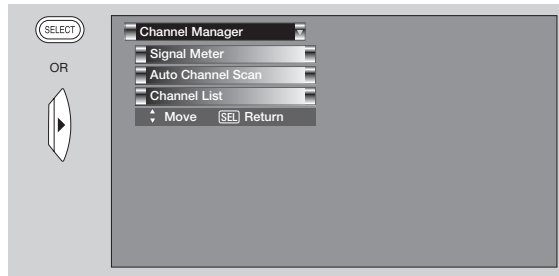 SELECT
OR
Channel Manager
Signal Meter
Auto Channel Scan
Channel List
Move SEL Return